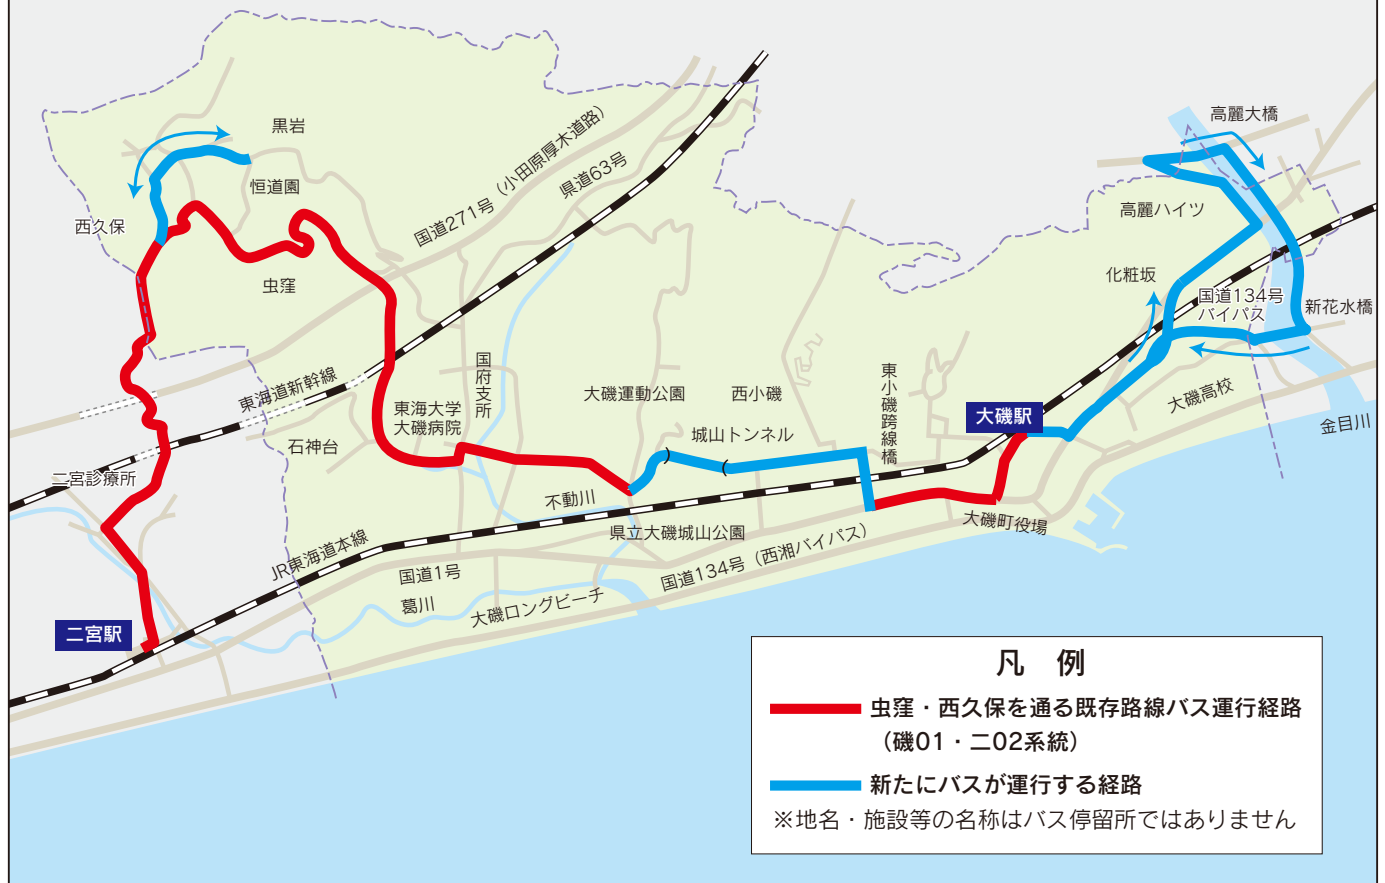 黒岩
恒道園
西久保
虫窪
国道271号(小田原厚木道路)
県道63号
高麗大橋
高麗ハイツ
化粧坂
国道134号
バイパス
新花水橋
東海道新幹線
石神台
東海大学
大磯病院
国府支所
大磯運動公園
西小磯
城山トンネル
東小磯跨線橋
大磯駅
大磯高校
金目川
二宮診療所
不動川
県立大磯城山公園
大磯町役場
JR東海道本線
国道1号
葛川
大磯ロングビーチ
国道134号(西湘バイパス)
二宮駅
凡 例
虫窪・西久保を通る既存路線バス運行経路
(磯01・二02系統)
新たにバスが運行する経路
※地名・施設等の名称はバス停留所ではありません